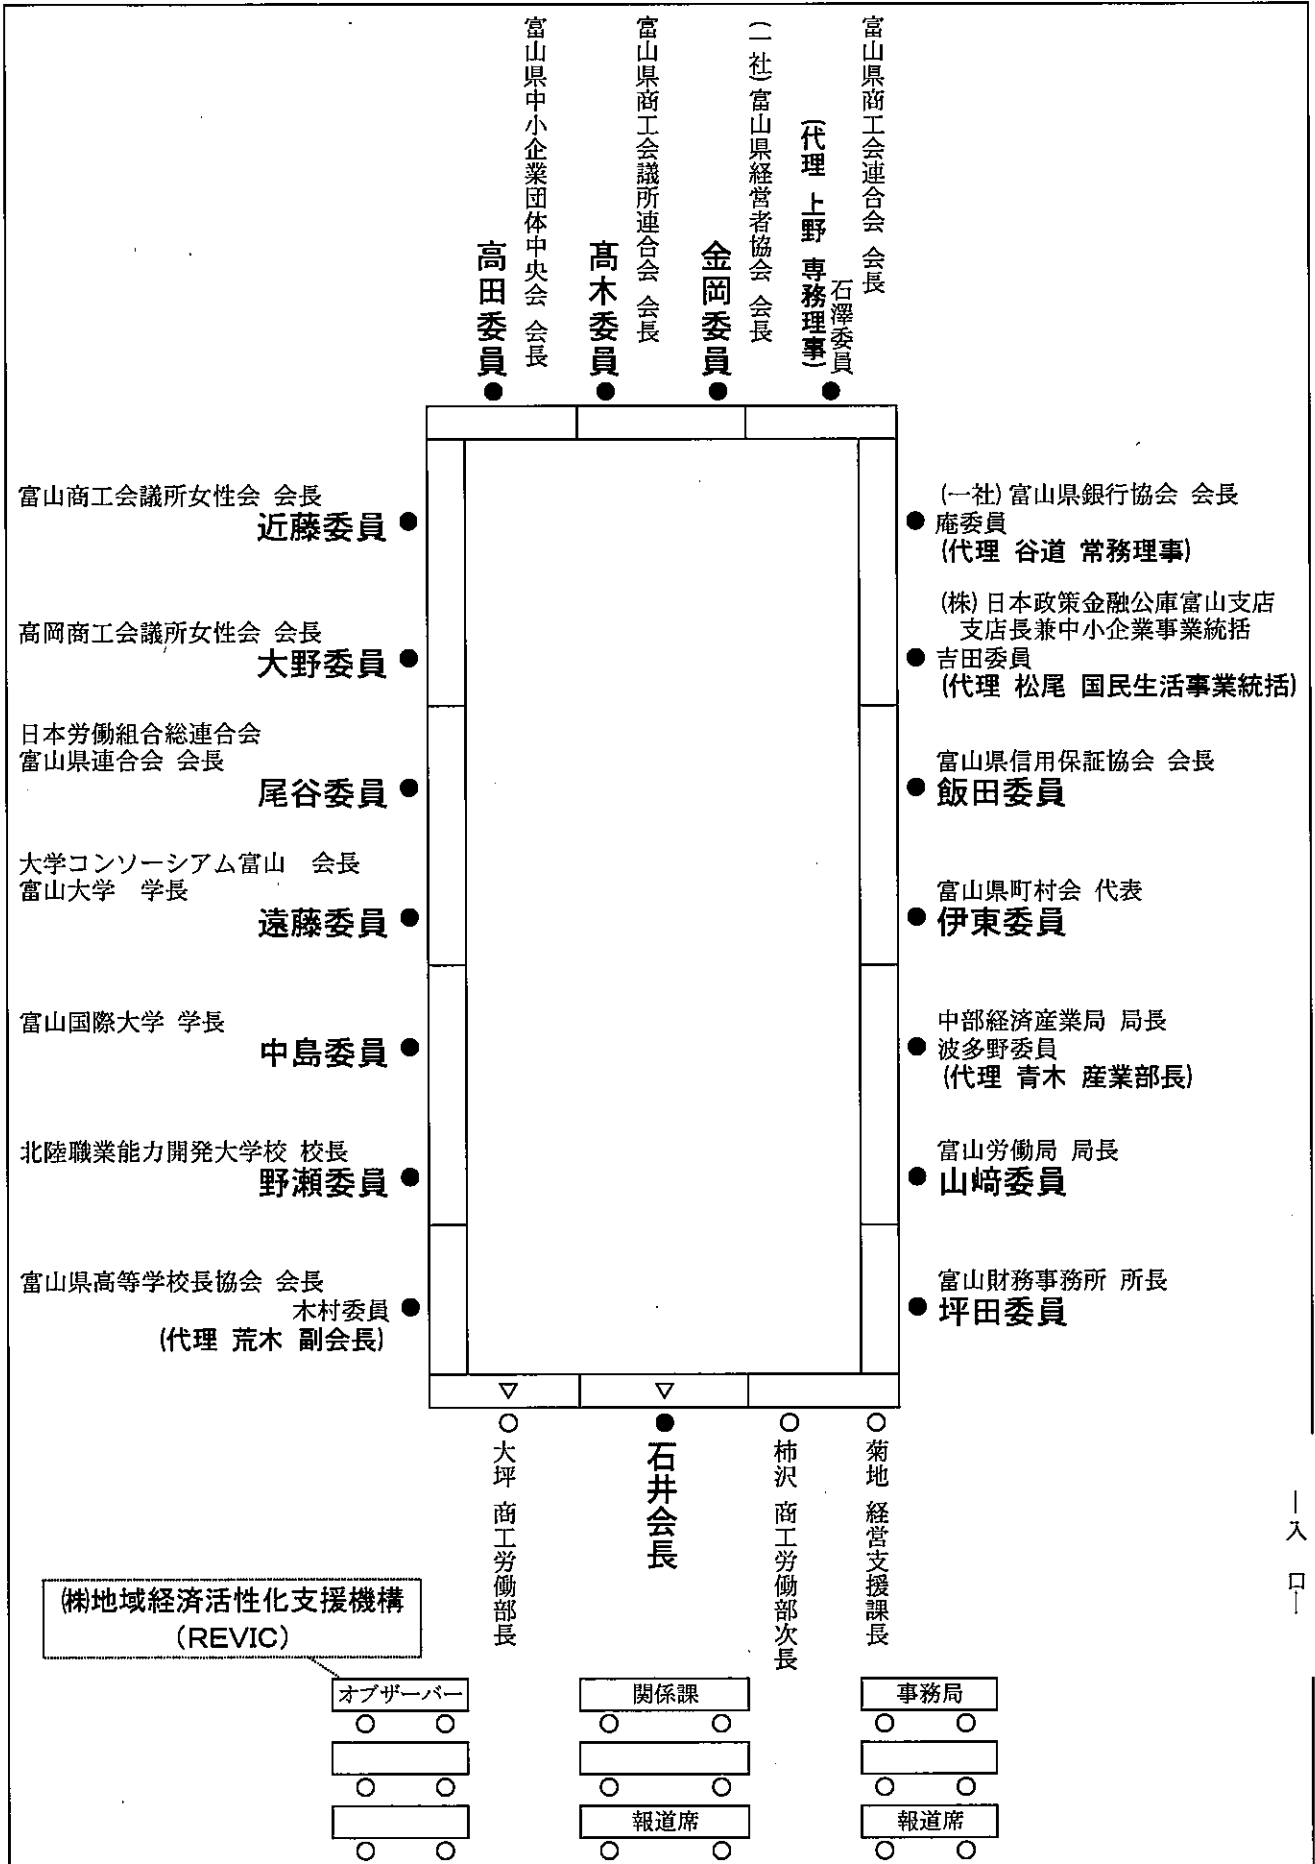 富山県商工会連合会 会長
石澤委員
(代理 上野 専務理事)
(一社)富山県経営者協会 会長
金岡委員
富山県商工会議所連合会 会長
髙木委員
富山県中小企業団体中央会 会長
高田委員
富山商工会議所女性会 会長
近藤委員
高岡商工会議所女性会 会長
大野委員
日本労働組合総連合会
富山県連合会 会長
尾谷委員
大学コンソーシアム富山 会長
富山大学 学長
遠藤委員
富山国際大学 学長
中島委員
北陸職業能力開発大学校 校長
野瀬委員
富山県高等学校長協会 会長
木村委員
(代理 荒木 副会長)
(一社)富山県銀行協会 会長
庵委員
(代理 谷道 常務理事)
(株)日本政策金融公庫富山支店
支店長兼中小企業事業統括
吉田委員
(代理 松尾 国民生活事業統括)
富山県信用保証協会 会長
飯田委員
富山県町村会 代表
伊東委員
中部経済産業局 局長
波多野委員
(代理 青木 産業部長)
富山労働局 局長
山﨑委員
富山財務事務所 所長
坪田委員
菊地 経営支援課長
柿沢 商工労働部次長
石井会長
大坪 商工労働部長
入口
㈱地域経済活性化支援機構
(REVIC)
オブザーバー
関係課
事務局
報道席
報道席